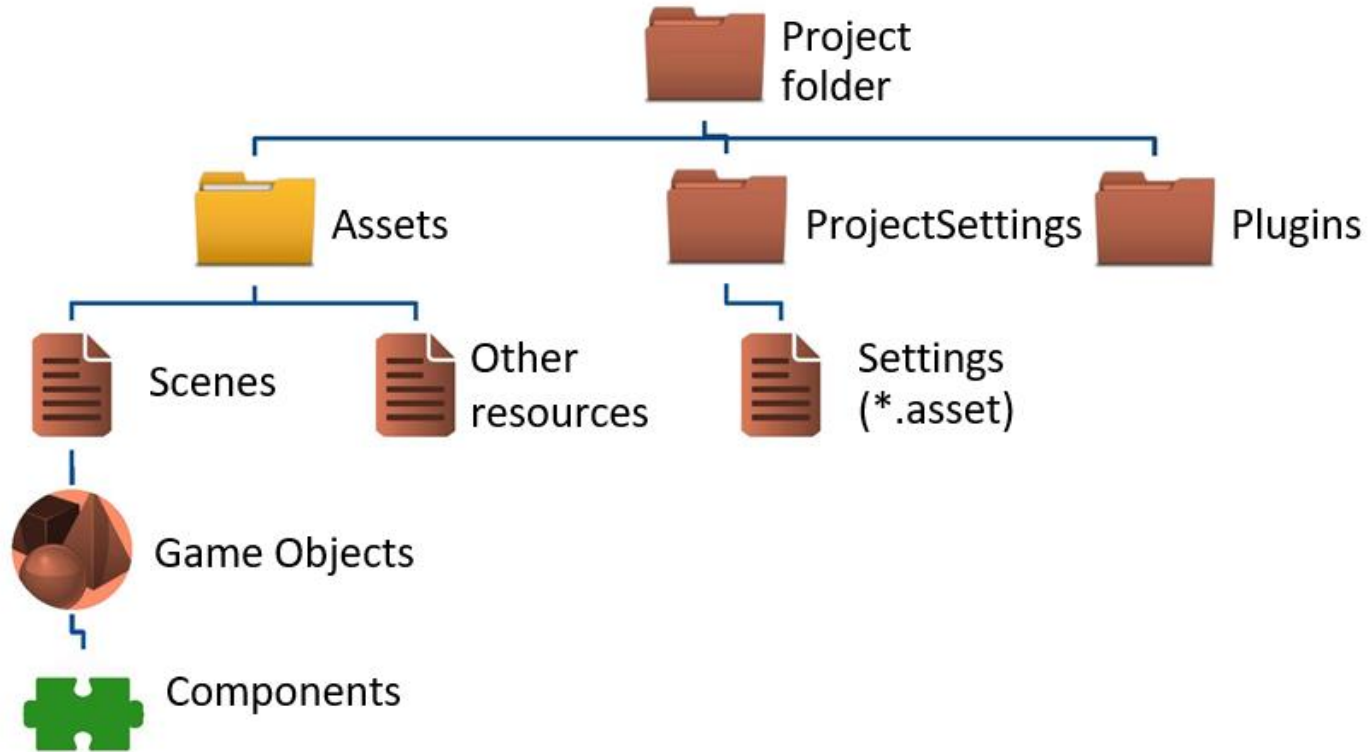 Project
folder
Assets
ProjectSettings
Plugins
Scenes
Other
resources
Settings
(*.asset)
Game Objects
Components